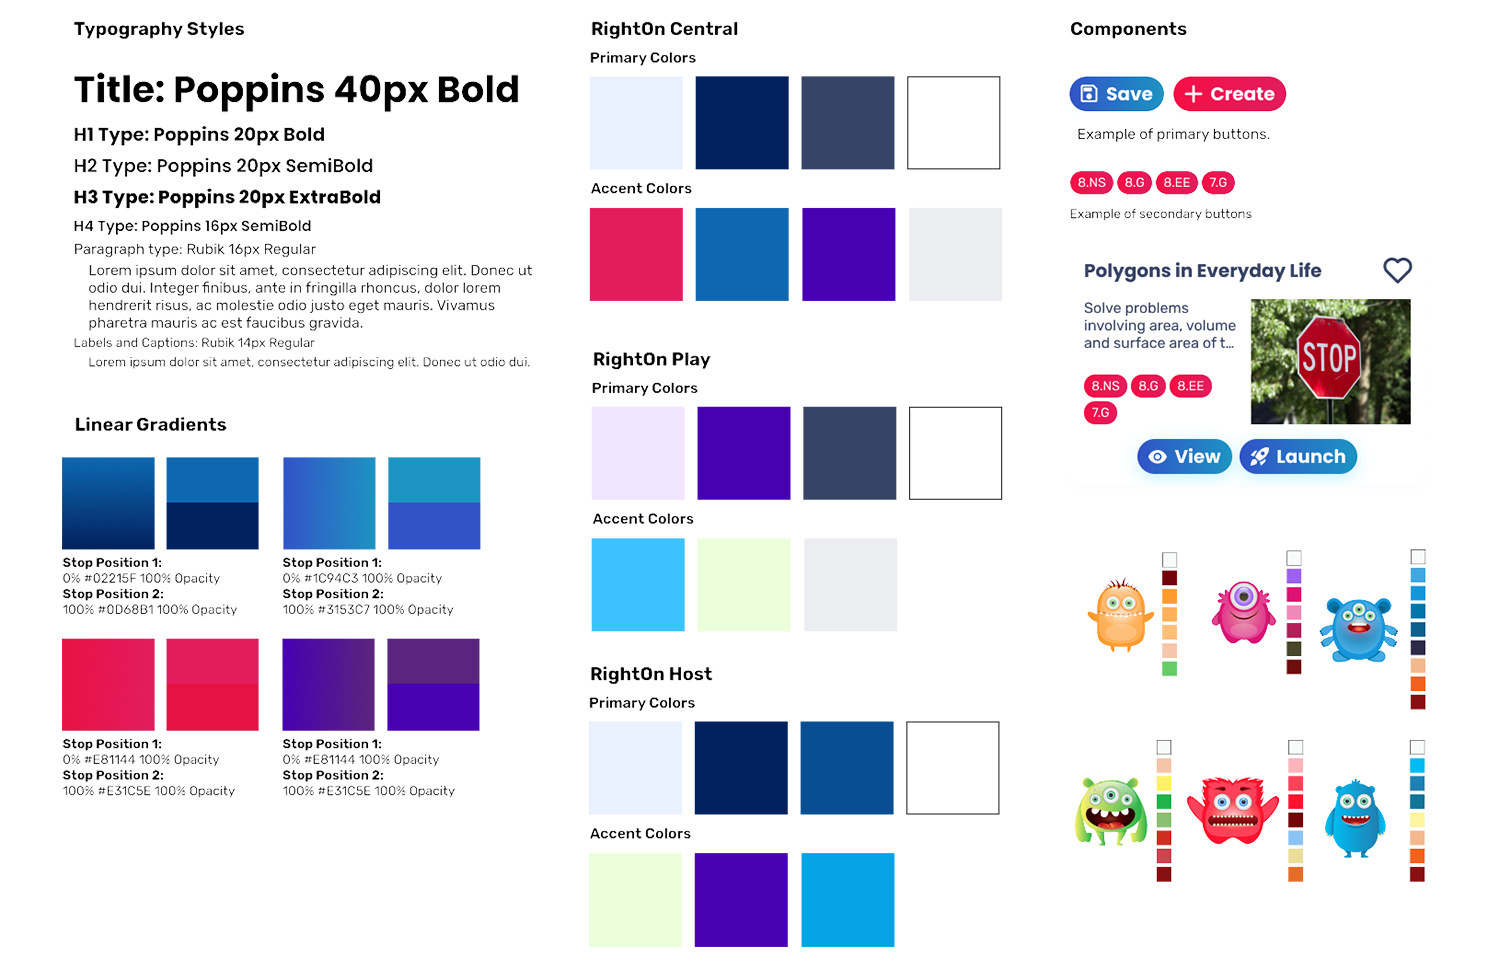 Typography Styles
Title: Poppins 40px Bold
H1 Type: Poppins 20px Bold
H2 Type: Poppins 20px SemiBold
H3 Type: Poppins 20px ExtraBold
H4 Type: Poppins 16px SemiBold
Paragraph type: Rubik 16px Regular
Lorem ipsum dolor sit amet, consectetur adipiscing elit. Donec ut
odio dui. Integer finibus, ante in fringilla rhoncus, dolor lorem
hendrerit risus, ac molestie odio justo eget mauris. Vivamus
pharetra mauris ac est faucibus gravida.
Labels and Captions: Rubik 14px Regular
Lorem ipsum dolor sit amet, consectetur adipiscing elit. Donec ut odio dui.
Linear Gradients
Stop Position 1:
0% #02215F 100% Opacity
Stop Position 2:
100% #0D68B1 100% Opacity
Stop Position 1:
0% #1C94C3 100% Opacity
Stop Position 2:
100% #3153C7 100% Opacity
Stop Position 1:
0% #E81144 100% Opacity
Stop Position 2:
100% #E31C5E 100% Opacity
Stop Position 1:
0% #E81144 100% Opacity
Stop Position 2:
100% #E31C5E 100% Opacity
RightOn Central
Primary Colors
Accent Colors
RightOn Play
Primary Colors
Accent Colors
RightOn Host
Primary Colors
Accent Colors
Components
Save
Create
Example of primary buttons.
8.NS 8.G 8.EE 7.G
Example of secondary buttons
Polygons in Everyday Life
Solve problems
involving area, volume
and surface area of t...
STOP
8.NS 8.G 8.EE
7.G
View
Launch